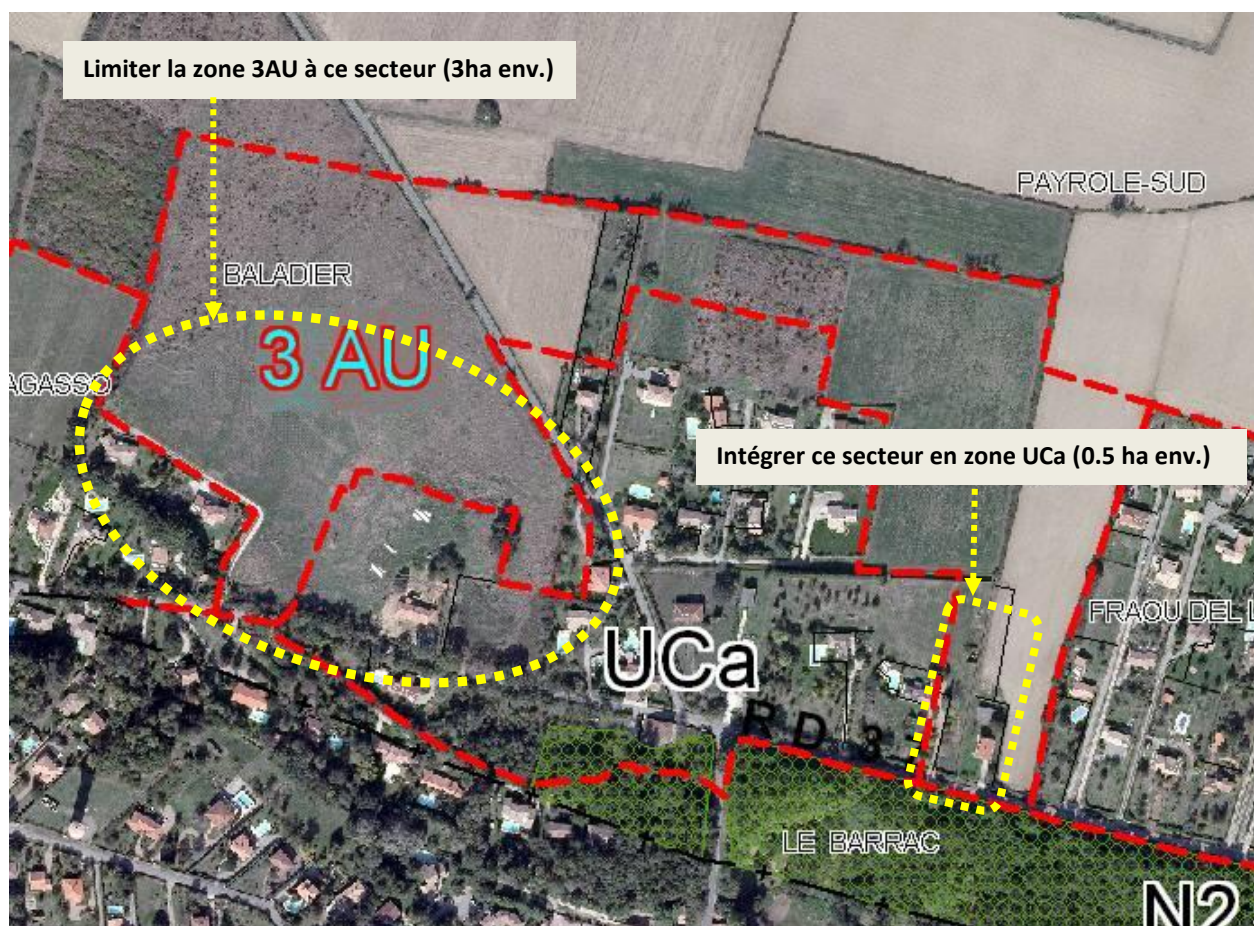 Limiter la zone 3AU à ce secteur (3ha env.)
PAYROLE-SUD
BALADIER
3 AU
AGASSO
Intégrer ce secteur en zone UCa (0.5 ha env.)
FRAOU DEL
UCa
RD 3
LE BARRAC
N2